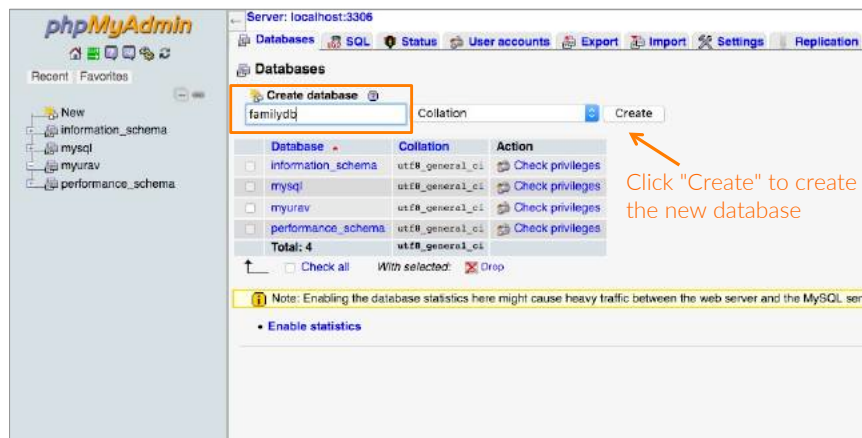 phpMyAdmin
Recent Favorites
New
information_schema
mysql
myurav
performance_schema
Server: localhost:3306
Databases SQL Status User accounts Export Import Settings Replication
Databases
Create database
familydb Collation Create
Database Collation Action
information_schema utf8_general_ci Check privileges
mysql utf8_general_ci Check privileges
myurav utf8_general_ci Check privileges
performance_schema utf8_general_ci Check privileges
Total: 4 utf8_general_ci
Check all With selected: Drop
Click "Create" to create
the new database
Note: Enabling the database statistics here might cause heavy traffic between the web server and the MySQL ser
• Enable statistics